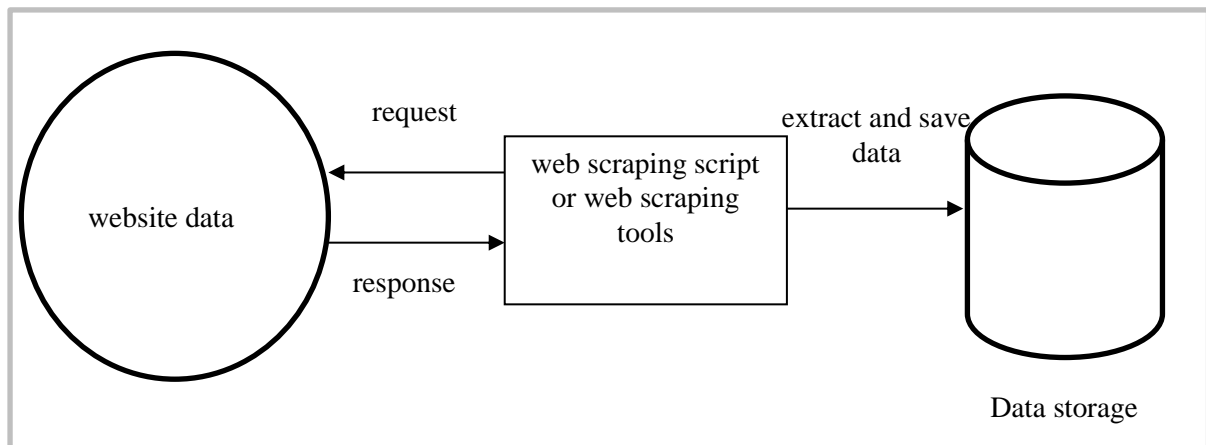 request
extract and save
data
web scraping script
or web scraping
tools
website data
response
Data storage